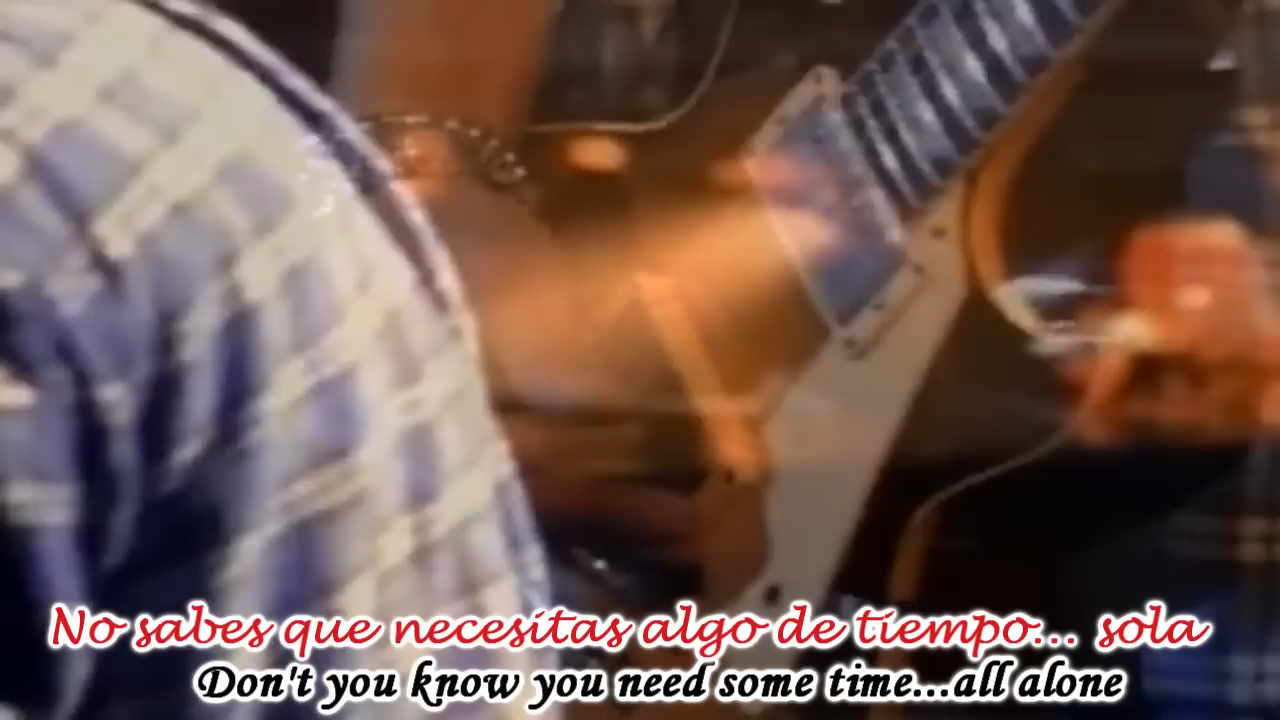 No sabes que necesitas algo de tiempo... sola
Don't you know you need some time...all alone